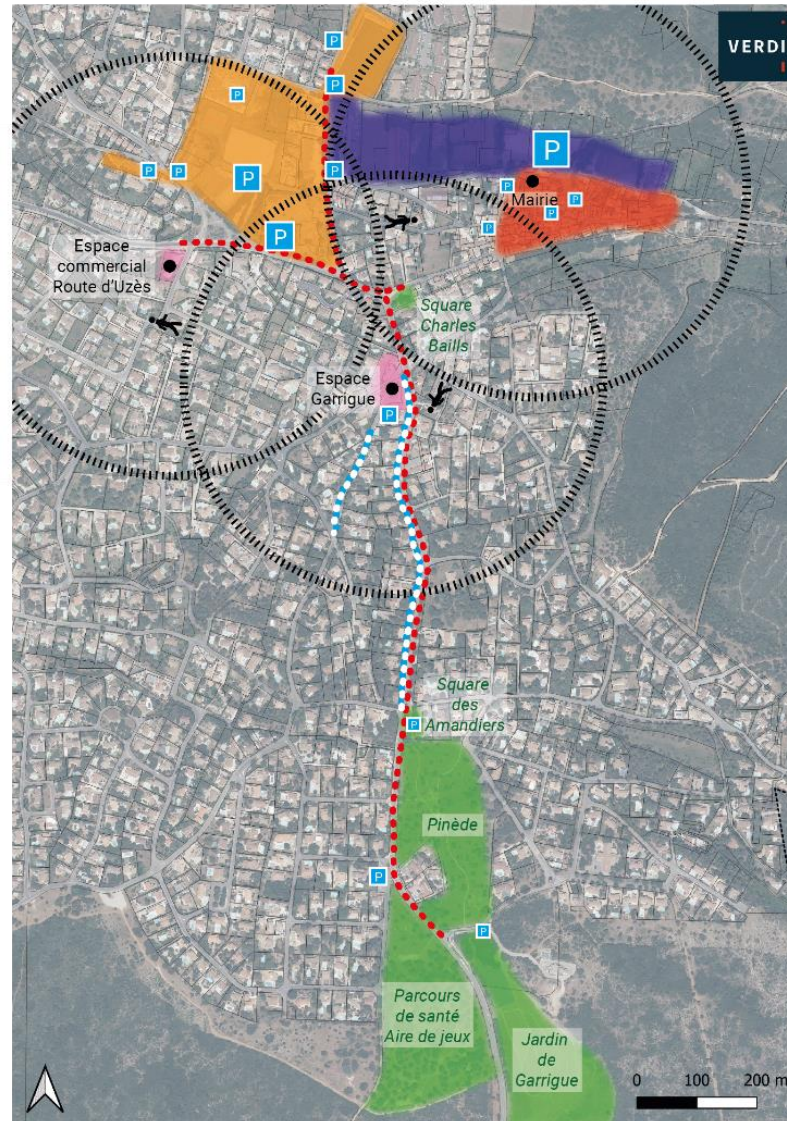 VERDI
P
P
P
P
P
P
P
P
P
P
P
P
P
Mairie
Espace
commercial
Route d'Uzès
Square
Charles
Baills
Espace
Garrigue
P
Square
des
Amandiers
P
Pinède
P
P
Parcours
de santé
Aire de jeux
Jardin
de
Garrigue
0 100 200 m